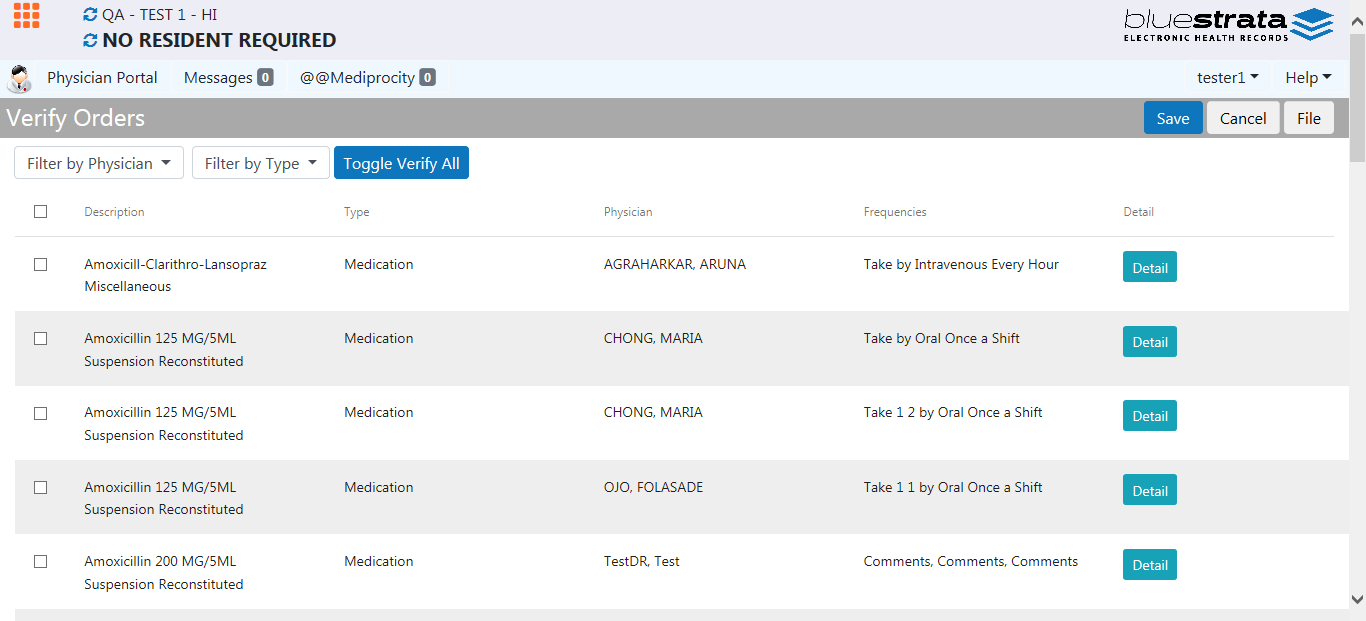 QA - TEST 1 - HI
NO RESIDENT REQUIRED
bluestrata
ELECTRONIC HEALTH RECORDS
Physician Portal Messages 0 @@Mediprocity 0 tester1 Help
Verify Orders Save Cancel File
Filter by Physician Filter by Type Toggle Verify All
Description Type Physician Frequencies Detail
Amoxicill-Clarithro-Lansopraz Medication AGRAHARKAR, ARUNA Take by Intravenous Every Hour Detail
Miscellaneous
Amoxicillin 125 MG/5ML Medication CHONG, MARIA Take by Oral Once a Shift Detail
Suspension Reconstituted
Amoxicillin 125 MG/5ML Medication CHONG, MARIA Take 1 2 by Oral Once a Shift Detail
Suspension Reconstituted
Amoxicillin 125 MG/5ML Medication OJO, FOLASADE Take 1 1 by Oral Once a Shift Detail
Suspension Reconstituted
Amoxicillin 200 MG/5ML Medication TestDR, Test Comments, Comments, Comments Detail
Suspension Reconstituted